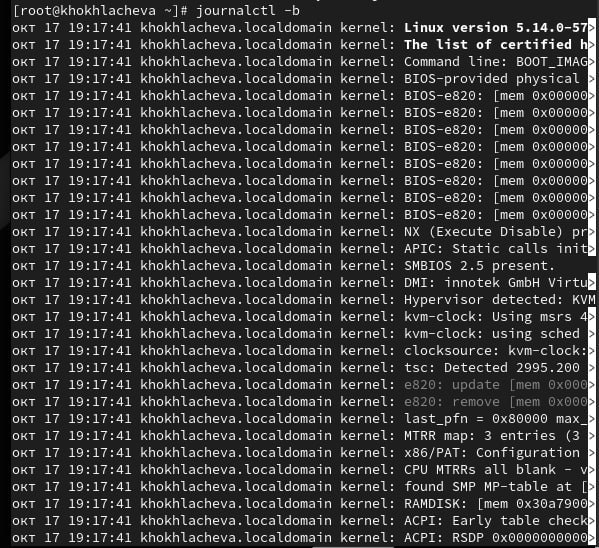 [root@khokhlacheva ~]# journalctl -b
окт 17 19:17:41 khokhlacheva.localdomain kernel: Linux version 5.14.0-57>
окт 17 19:17:41 khokhlacheva.localdomain kernel: The list of certified h>
окт 17 19:17:41 khokhlacheva.localdomain kernel: Command line: BOOT_IMAG>
окт 17 19:17:41 khokhlacheva.localdomain kernel: BIOS-provided physical >
окт 17 19:17:41 khokhlacheva.localdomain kernel: BIOS-e820: [mem 0x00000>
окт 17 19:17:41 khokhlacheva.localdomain kernel: BIOS-e820: [mem 0x00000>
окт 17 19:17:41 khokhlacheva.localdomain kernel: BIOS-e820: [mem 0x00000>
окт 17 19:17:41 khokhlacheva.localdomain kernel: BIOS-e820: [mem 0x00000>
окт 17 19:17:41 khokhlacheva.localdomain kernel: BIOS-e820: [mem 0x00000>
окт 17 19:17:41 khokhlacheva.localdomain kernel: BIOS-e820: [mem 0x00000>
окт 17 19:17:41 khokhlacheva.localdomain kernel: BIOS-e820: [mem 0x00000>
окт 17 19:17:41 khokhlacheva.localdomain kernel: BIOS-e820: [mem 0x00000>
окт 17 19:17:41 khokhlacheva.localdomain kernel: NX (Execute Disable) pr>
окт 17 19:17:41 khokhlacheva.localdomain kernel: APIC: Static calls init>
окт 17 19:17:41 khokhlacheva.localdomain kernel: SMBIOS 2.5 present.
окт 17 19:17:41 khokhlacheva.localdomain kernel: DMI: innotek GmbH Virtu>
окт 17 19:17:41 khokhlacheva.localdomain kernel: Hypervisor detected: KVM
окт 17 19:17:41 khokhlacheva.localdomain kernel: kvm-clock: Using msrs 4>
окт 17 19:17:41 khokhlacheva.localdomain kernel: kvm-clock: using sched >
окт 17 19:17:41 khokhlacheva.localdomain kernel: clocksource: kvm-clock:>
окт 17 19:17:41 khokhlacheva.localdomain kernel: tsc: Detected 2995.200 >
окт 17 19:17:41 khokhlacheva.localdomain kernel: e820: update [mem 0x000>
окт 17 19:17:41 khokhlacheva.localdomain kernel: e820: remove [mem 0x000>
окт 17 19:17:41 khokhlacheva.localdomain kernel: last_pfn = 0x80000 max_>
окт 17 19:17:41 khokhlacheva.localdomain kernel: MTRR map: 3 entries (3 >
окт 17 19:17:41 khokhlacheva.localdomain kernel: x86/PAT: Configuration >
окт 17 19:17:41 khokhlacheva.localdomain kernel: CPU MTRRs all blank - v>
окт 17 19:17:41 khokhlacheva.localdomain kernel: found SMP MP-table at [>
окт 17 19:17:41 khokhlacheva.localdomain kernel: RAMDISK: [mem 0x30a7900>
окт 17 19:17:41 khokhlacheva.localdomain kernel: ACPI: Early table check>
окт 17 19:17:41 khokhlacheva.localdomain kernel: ACPI: RSDP 0x0000000000>